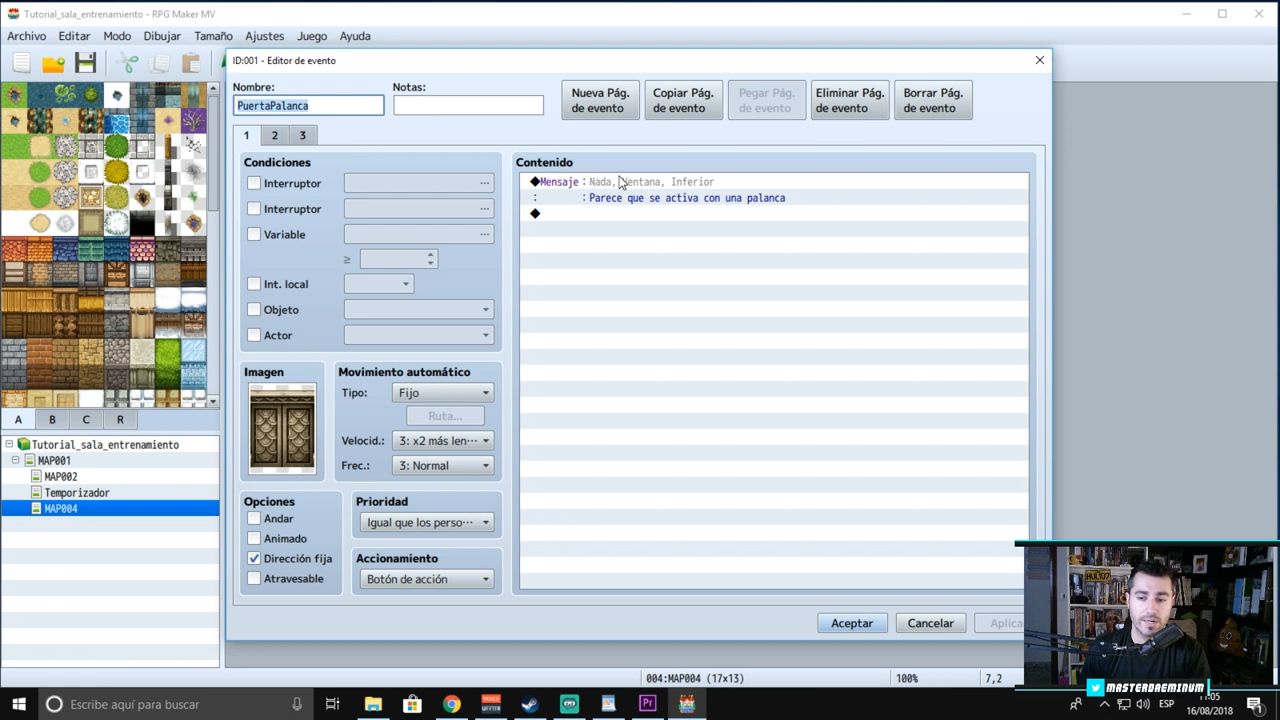 Tutorial_sala_entrenamiento - RPG Maker MV
Archivo Editar Modo Dibujar Tamaño Ajustes Juego Ayuda
ID:001 - Editor de evento
Nombre: Notas:
PuertaPalanca
Nueva Pág. de evento
Copiar Pág. de evento
Pegar Pág. de evento
Eliminar Pág. de evento
Borrar Pág. de evento
1 2 3
Condiciones
Interruptor ...
Interruptor ...
Variable ...
≥
Int. local
Objeto
Actor
Contenido
◆Mensaje : Nada, Ventana, Inferior
: : Parece que se activa con una palanca
◆
Imagen
Movimiento automático
Tipo: Fijo
Ruta...
Velocid.: 3: x2 más len···
Frec.: 3: Normal
Opciones
Andar
Animado
Dirección fija
Atravesable
Prioridad
Igual que los perso···
Accionamiento
Botón de acción
Aceptar Cancelar Aplica
A B C R
Tutorial_sala_entrenamiento
MAP001
MAP002
Temporizador
MAP004
004:MAP004 (17x13) 100% 7,2
MASTERDAEMINUM
Escribe aquí para buscar
Pr
ESP
11:05
16/08/2018